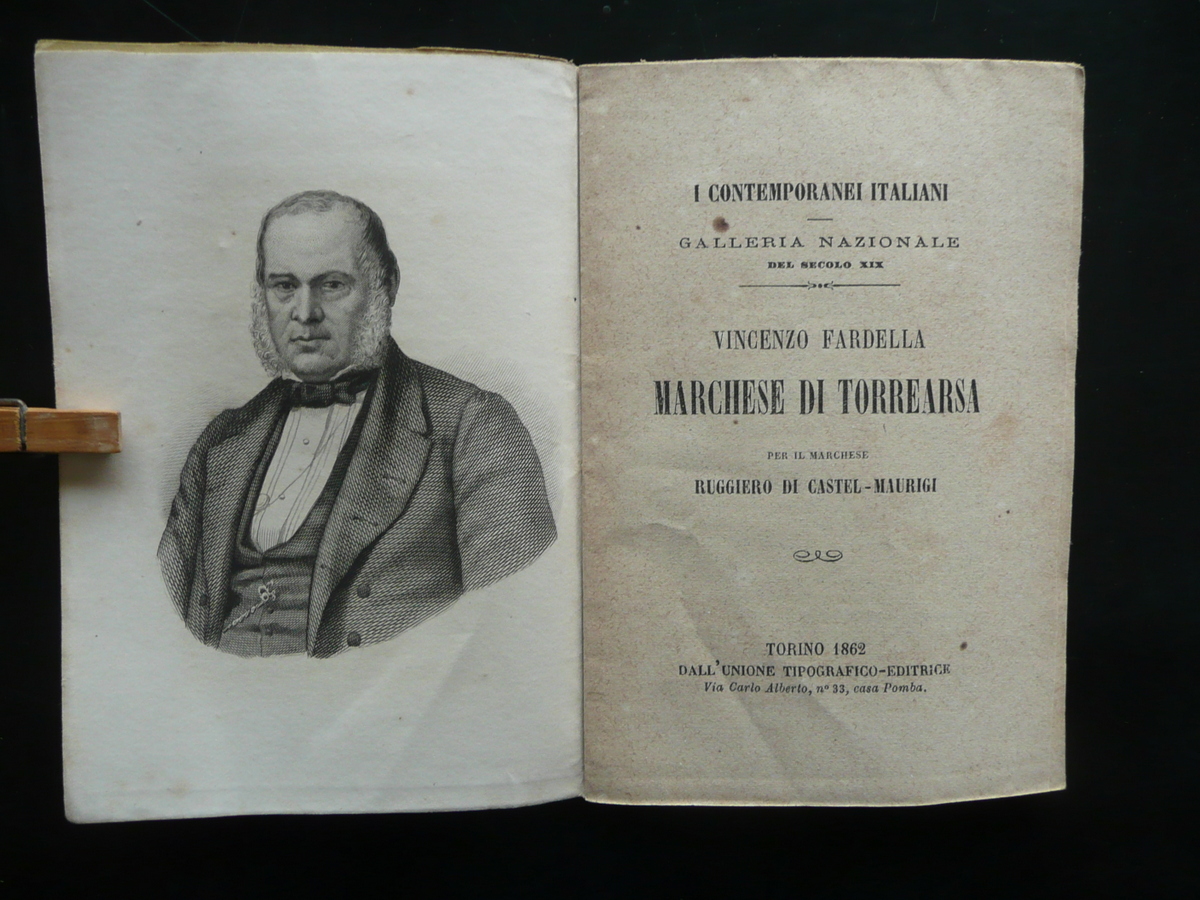 I CONTEMPORANEI ITALIANI
GALLERIA NAZIONALE
DEL SECOLO XIX
VINCENZO FARDELLA
MARCHESE DI TORREARSA
PER IL MARCHESE
RUGGIERO DI CASTEL-MAURIGI
TORINO 1862
DALL'UNIONE TIPOGRAFICO-EDITRICE
Via Carlo Alberto, nº 33, casa Pomba.